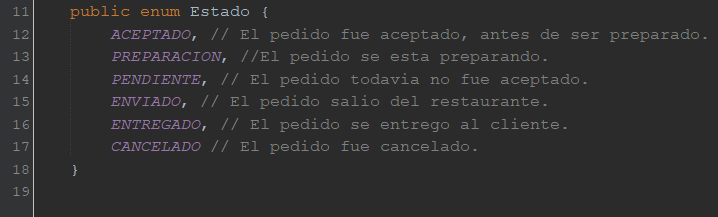 11 public enum Estado {
12 ACEPTADO, // El pedido fue aceptado, antes de ser preparado.
13 PREPARACION, //El pedido se esta preparando.
14 PENDIENTE, // El pedido todavia no fue aceptado.
15 ENVIADO, // El pedido salio del restaurante.
16 ENTREGADO, // El pedido se entrego al cliente.
17 CANCELADO // El pedido fue cancelado.
18 }
19